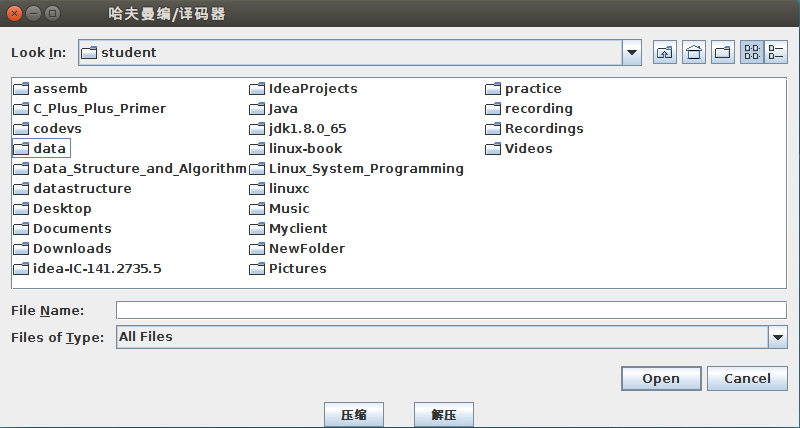 哈夫曼编/译码器
Look In: student
assemb IdeaProjects practice
C_Plus_Plus_Primer Java recording
codevs jdk1.8.0_65 Recordings
data linux-book Videos
Data_Structure_and_Algorithm Linux_System_Programming
datastructure linuxc
Desktop Music
Documents Myclient
Downloads NewFolder
idea-IC-141.2735.5 Pictures
File Name:
Files of Type: All Files
Open Cancel
压缩 解压